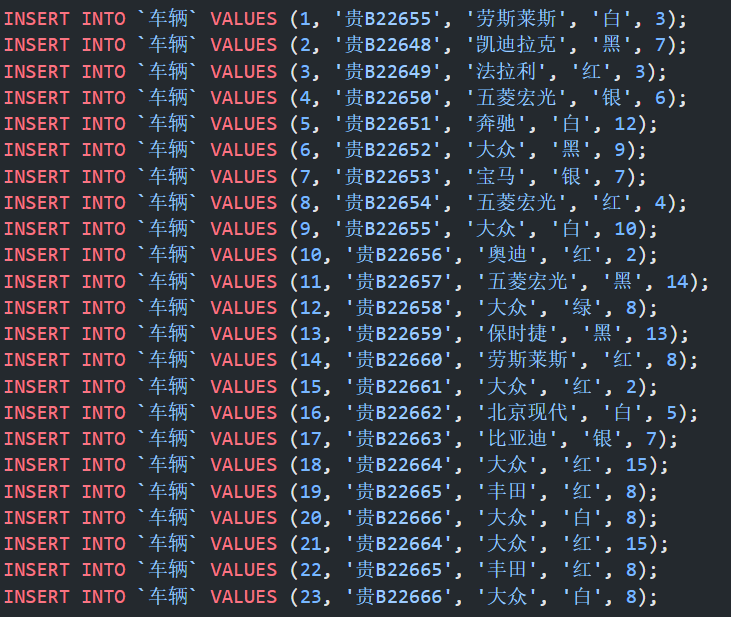 INSERT INTO `车辆` VALUES (1, '贵B22655', '劳斯莱斯', '白', 3);
INSERT INTO `车辆` VALUES (2, '贵B22648', '凯迪拉克', '黑', 7);
INSERT INTO `车辆` VALUES (3, '贵B22649', '法拉利', '红', 3);
INSERT INTO `车辆` VALUES (4, '贵B22650', '五菱宏光', '银', 6);
INSERT INTO `车辆` VALUES (5, '贵B22651', '奔驰', '白', 12);
INSERT INTO `车辆` VALUES (6, '贵B22652', '大众', '黑', 9);
INSERT INTO `车辆` VALUES (7, '贵B22653', '宝马', '银', 7);
INSERT INTO `车辆` VALUES (8, '贵B22654', '五菱宏光', '红', 4);
INSERT INTO `车辆` VALUES (9, '贵B22655', '大众', '白', 10);
INSERT INTO `车辆` VALUES (10, '贵B22656', '奥迪', '红', 2);
INSERT INTO `车辆` VALUES (11, '贵B22657', '五菱宏光', '黑', 14);
INSERT INTO `车辆` VALUES (12, '贵B22658', '大众', '绿', 8);
INSERT INTO `车辆` VALUES (13, '贵B22659', '保时捷', '黑', 13);
INSERT INTO `车辆` VALUES (14, '贵B22660', '劳斯莱斯', '红', 8);
INSERT INTO `车辆` VALUES (15, '贵B22661', '大众', '红', 2);
INSERT INTO `车辆` VALUES (16, '贵B22662', '北京现代', '白', 5);
INSERT INTO `车辆` VALUES (17, '贵B22663', '比亚迪', '银', 7);
INSERT INTO `车辆` VALUES (18, '贵B22664', '大众', '红', 15);
INSERT INTO `车辆` VALUES (19, '贵B22665', '丰田', '红', 8);
INSERT INTO `车辆` VALUES (20, '贵B22666', '大众', '白', 8);
INSERT INTO `车辆` VALUES (21, '贵B22664', '大众', '红', 15);
INSERT INTO `车辆` VALUES (22, '贵B22665', '丰田', '红', 8);
INSERT INTO `车辆` VALUES (23, '贵B22666', '大众', '白', 8);